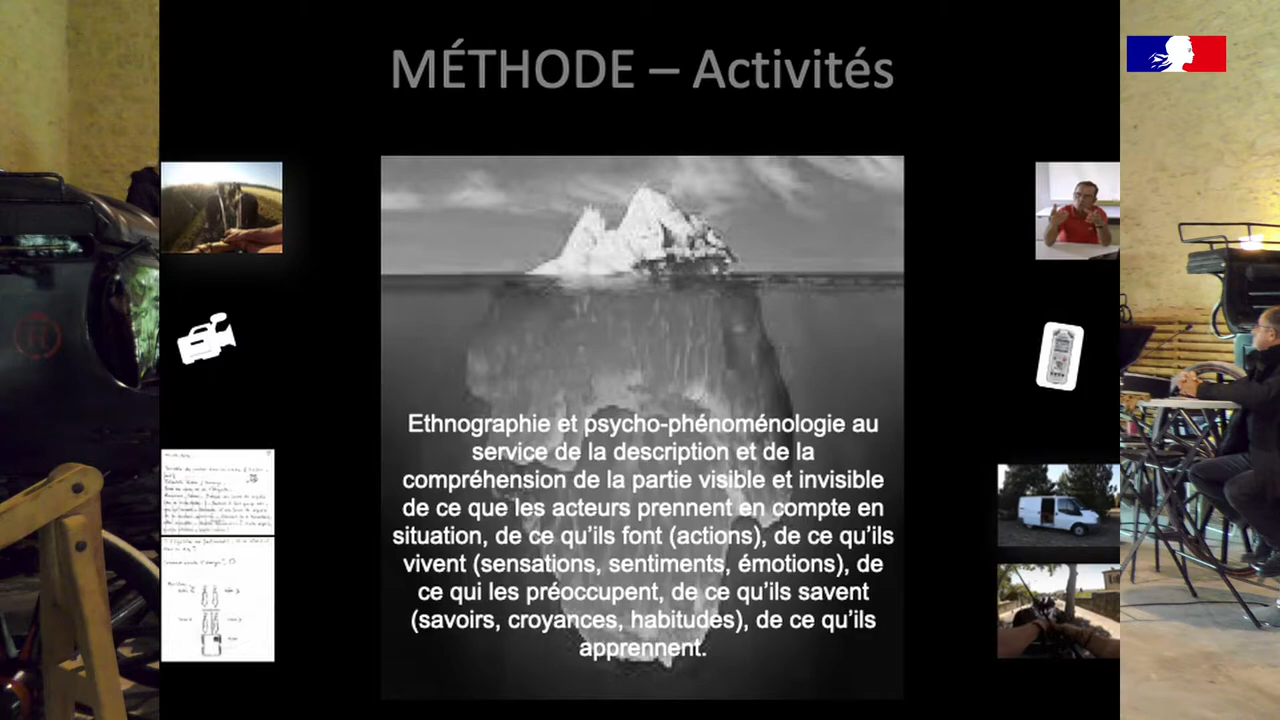 MÉTHODE – Activités
Ethnographie et psycho-phénoménologie au
service de la description et de la
compréhension de la partie visible et invisible
de ce que les acteurs prennent en compte en
situation, de ce qu'ils font (actions), de ce qu'ils
vivent (sensations, sentiments, émotions), de
ce qui les préoccupent, de ce qu'ils savent
(savoirs, croyances, habitudes), de ce qu'ils
apprennent.